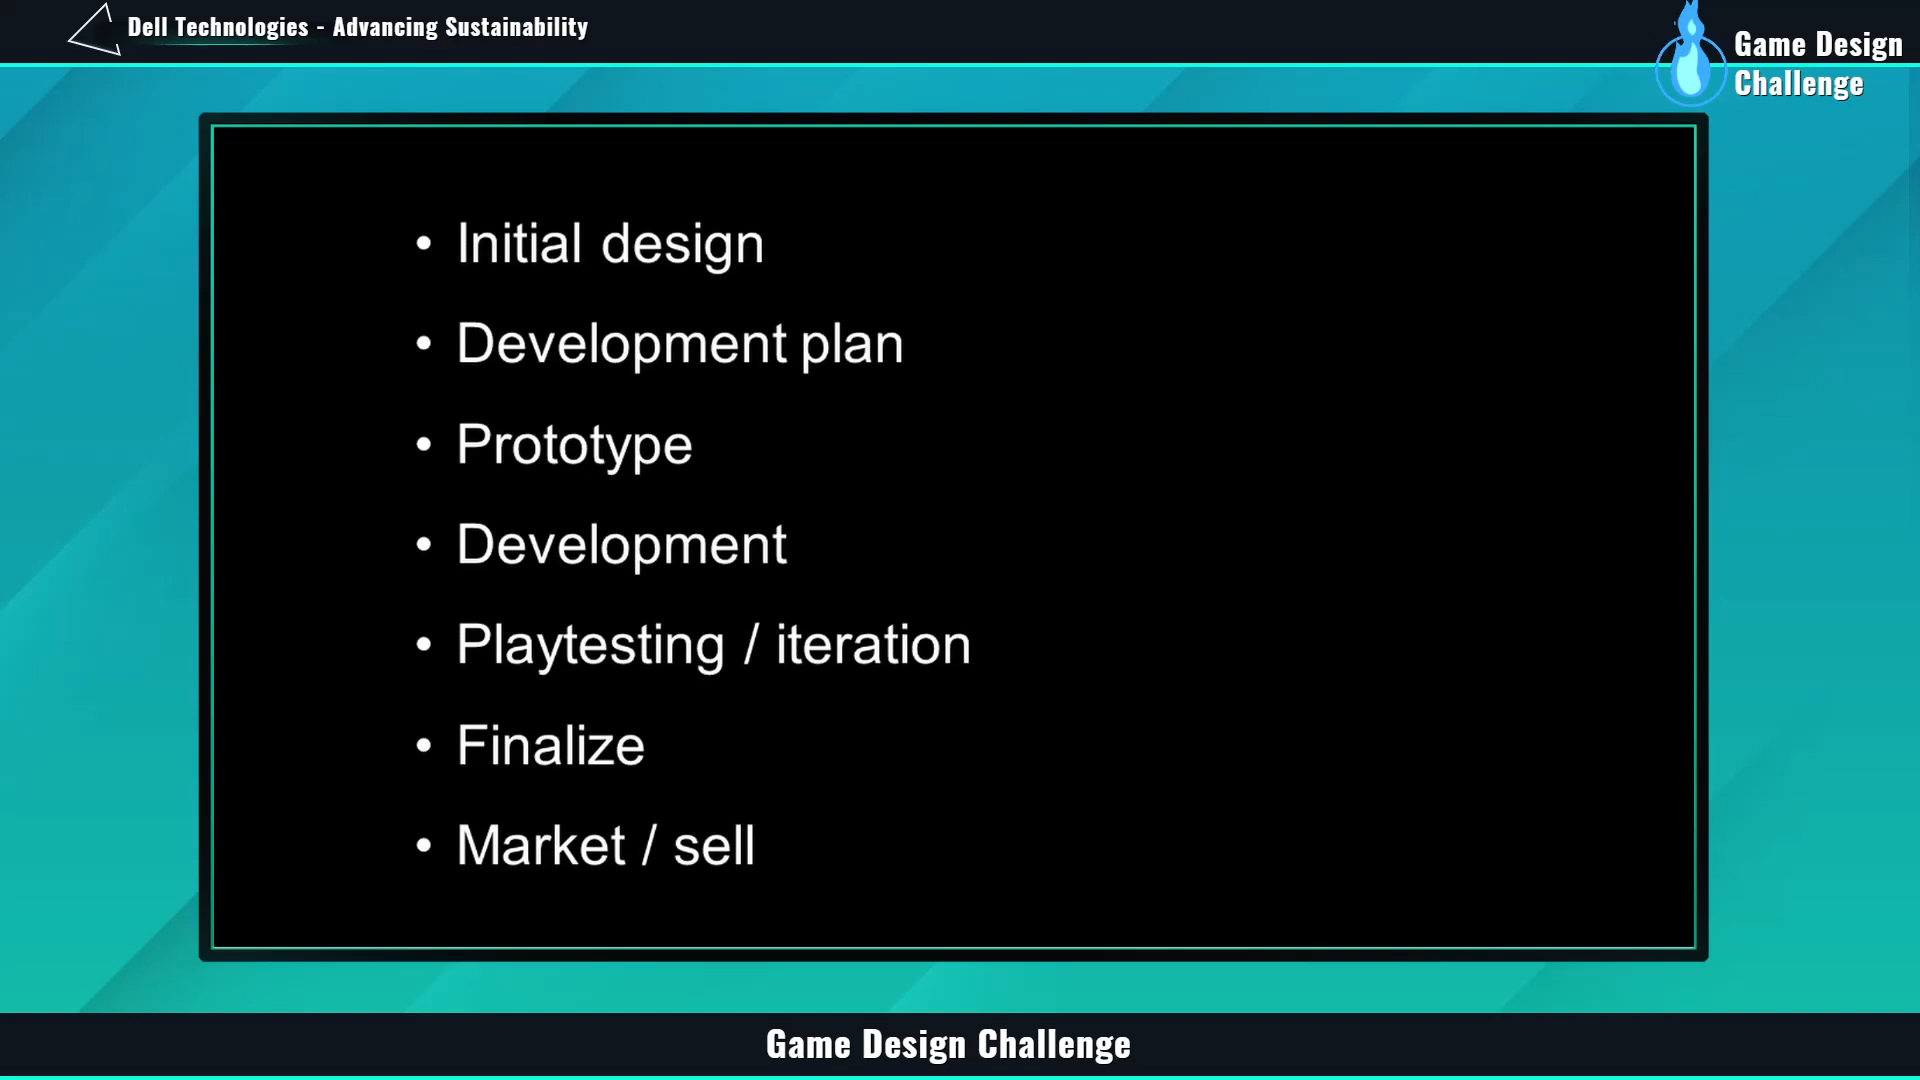 Dell Technologies - Advancing Sustainability
Game Design
Challenge
• Initial design
• Development plan
• Prototype
• Development
• Playtesting / iteration
• Finalize
• Market / sell
Game Design Challenge